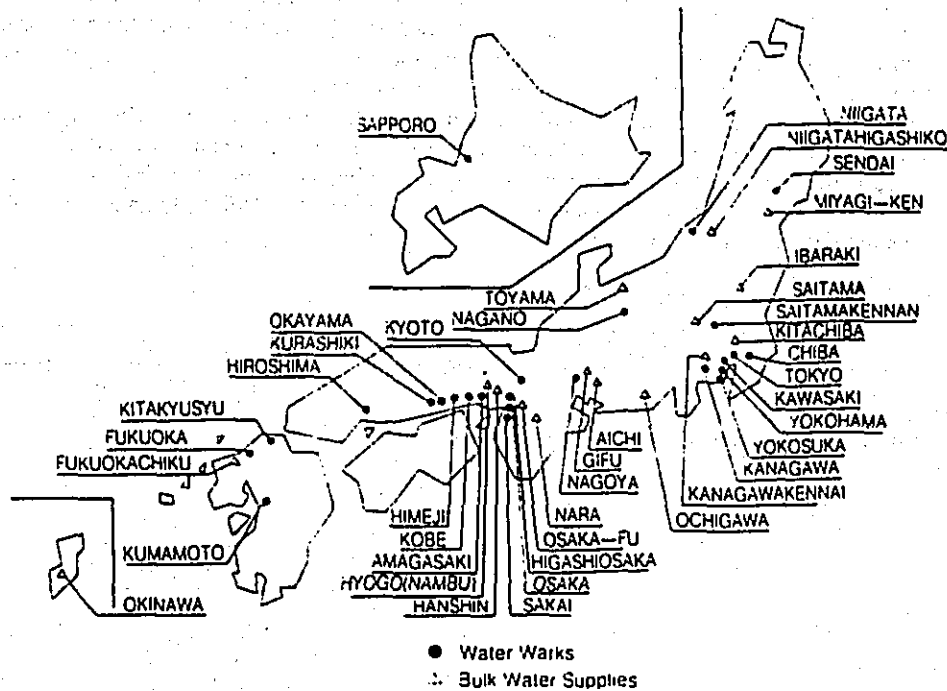 SAPPORO
NIIGATA
NIIGATAHIGASHIKO
SENDAI
MIYAGI—KEN
IBARAKI
TOYAMA
SAITAMA
NAGANO
SAITAMAKENNAN
OKAYAMA
KYOTO
KITACHIBA
KURASHIKI
CHIBA
HIROSHIMA
TOKYO
KAWASAKI
KITAKYUSYU
YOKOHAMA
FUKUOKA
AICHI
YOKOSUKA
FUKUOKACHIKU
GIFU
KANAGAWA
NAGOYA
KANAGAWAKENNAI
HIMEJI
NARA
OCHIGAWA
KOBE
OSAKA—FU
KUMAMOTO
AMAGASAKI
HIGASHIOSAKA
HYOGO(NAMBU)
OSAKA
OKINAWA
HANSHIN
SAKAI
Water Warks
Bulk Water Supplies